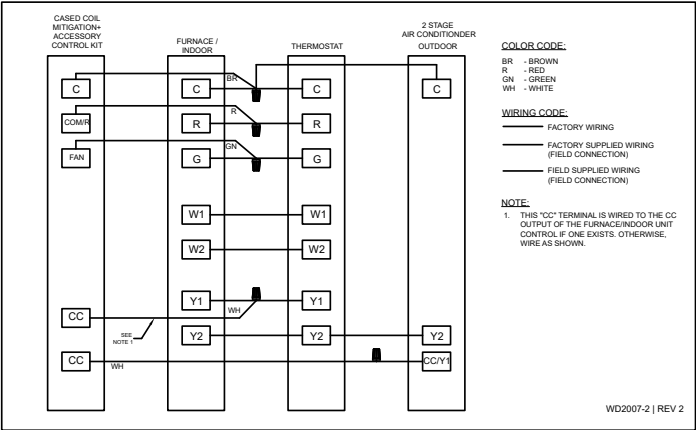 CASED COIL
MITIGATION+
ACCESSORY
CONTROL KIT
FURNACE /
INDOOR
THERMOSTAT
2 STAGE
AIR CONDITIONDER
OUTDOOR
C
COM/R
FAN
CC
CC
C
R
G
W1
W2
Y1
Y2
C
R
G
W1
W2
Y1
Y2
C
Y2
CC/Y1
BR
R
GN
WH
SEE
NOTE 1
WH
COLOR CODE:
BR - BROWN
R - RED
GN - GREEN
WH - WHITE
WIRING CODE:
FACTORY WIRING
FACTORY SUPPLIED WIRING
(FIELD CONNECTION)
FIELD SUPPLIED WIRING
(FIELD CONNECTION)
NOTE:
1. THIS "CC" TERMINAL IS WIRED TO THE CC
OUTPUT OF THE FURNACE/INDOOR UNIT
CONTROL IF ONE EXISTS. OTHERWISE,
WIRE AS SHOWN.
WD2007-2 | REV 2